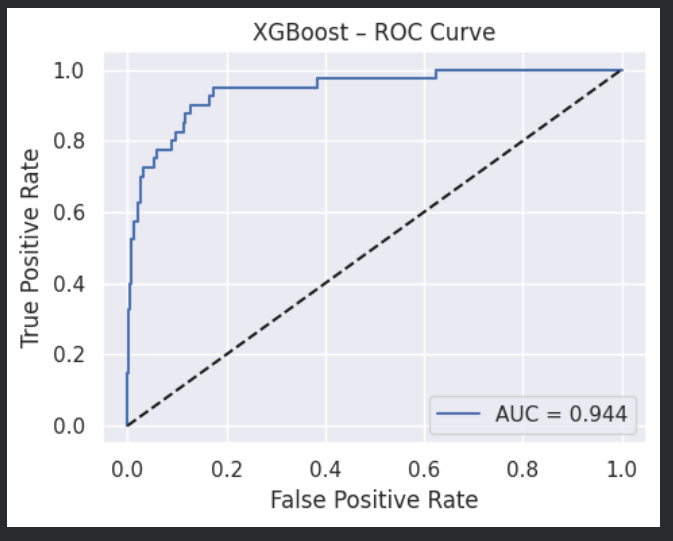 XGBoost – ROC Curve
True Positive Rate
1.0
0.8
0.6
0.4
0.2
0.0
AUC = 0.944
0.0 0.2 0.4 0.6 0.8 1.0
False Positive Rate